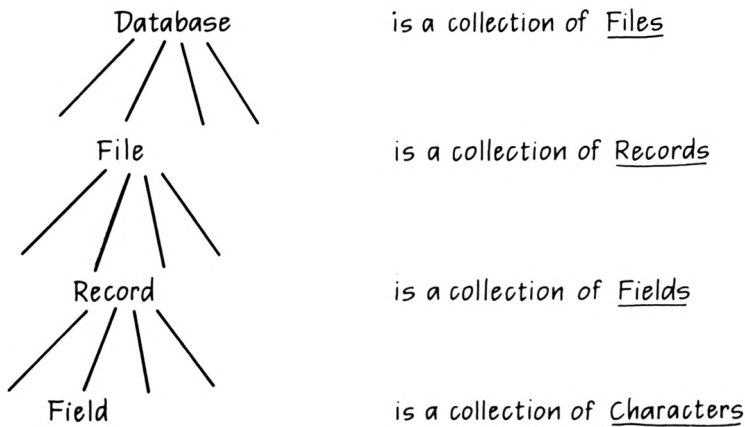 Database is a collection of Files
File is a collection of Records
Record is a collection of Fields
Field is a collection of Characters